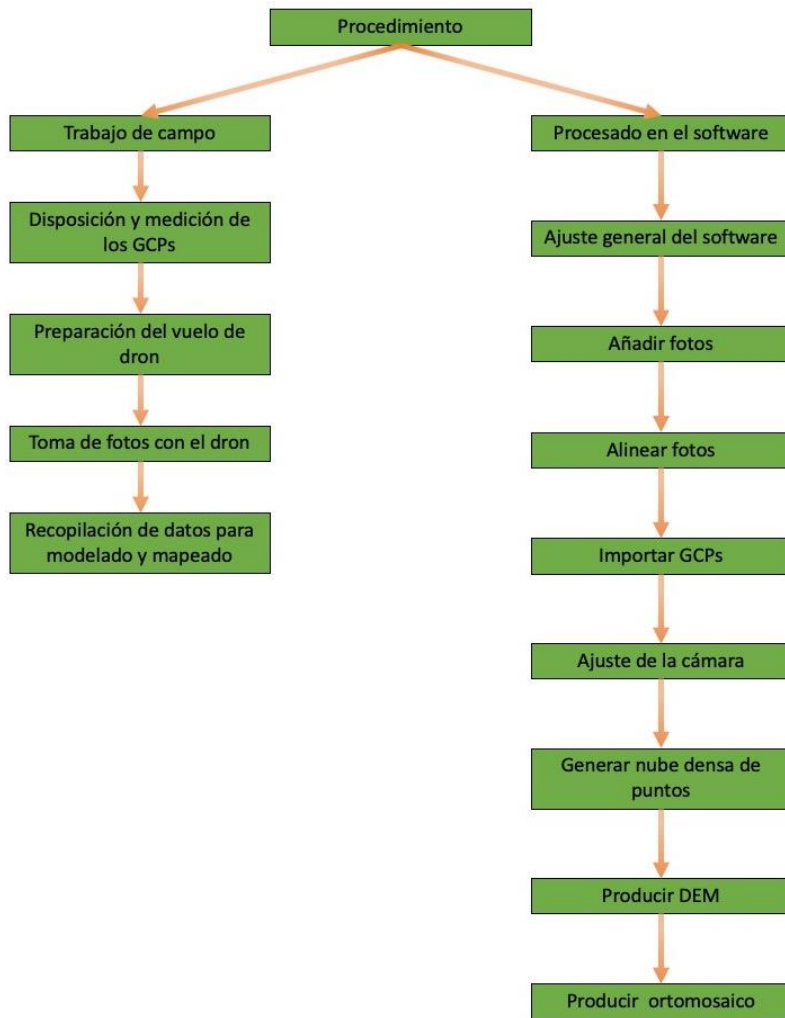 Procedimiento
Trabajo de campo
Disposición y medición de
los GCPs
Preparación del vuelo de
dron
Toma de fotos con el dron
Recopilación de datos para
modelado y mapeado
Procesado en el software
Ajuste general del software
Añadir fotos
Alinear fotos
Importar GCPs
Ajuste de la cámara
Generar nube densa de
puntos
Producir DEM
Producir ortomosaico